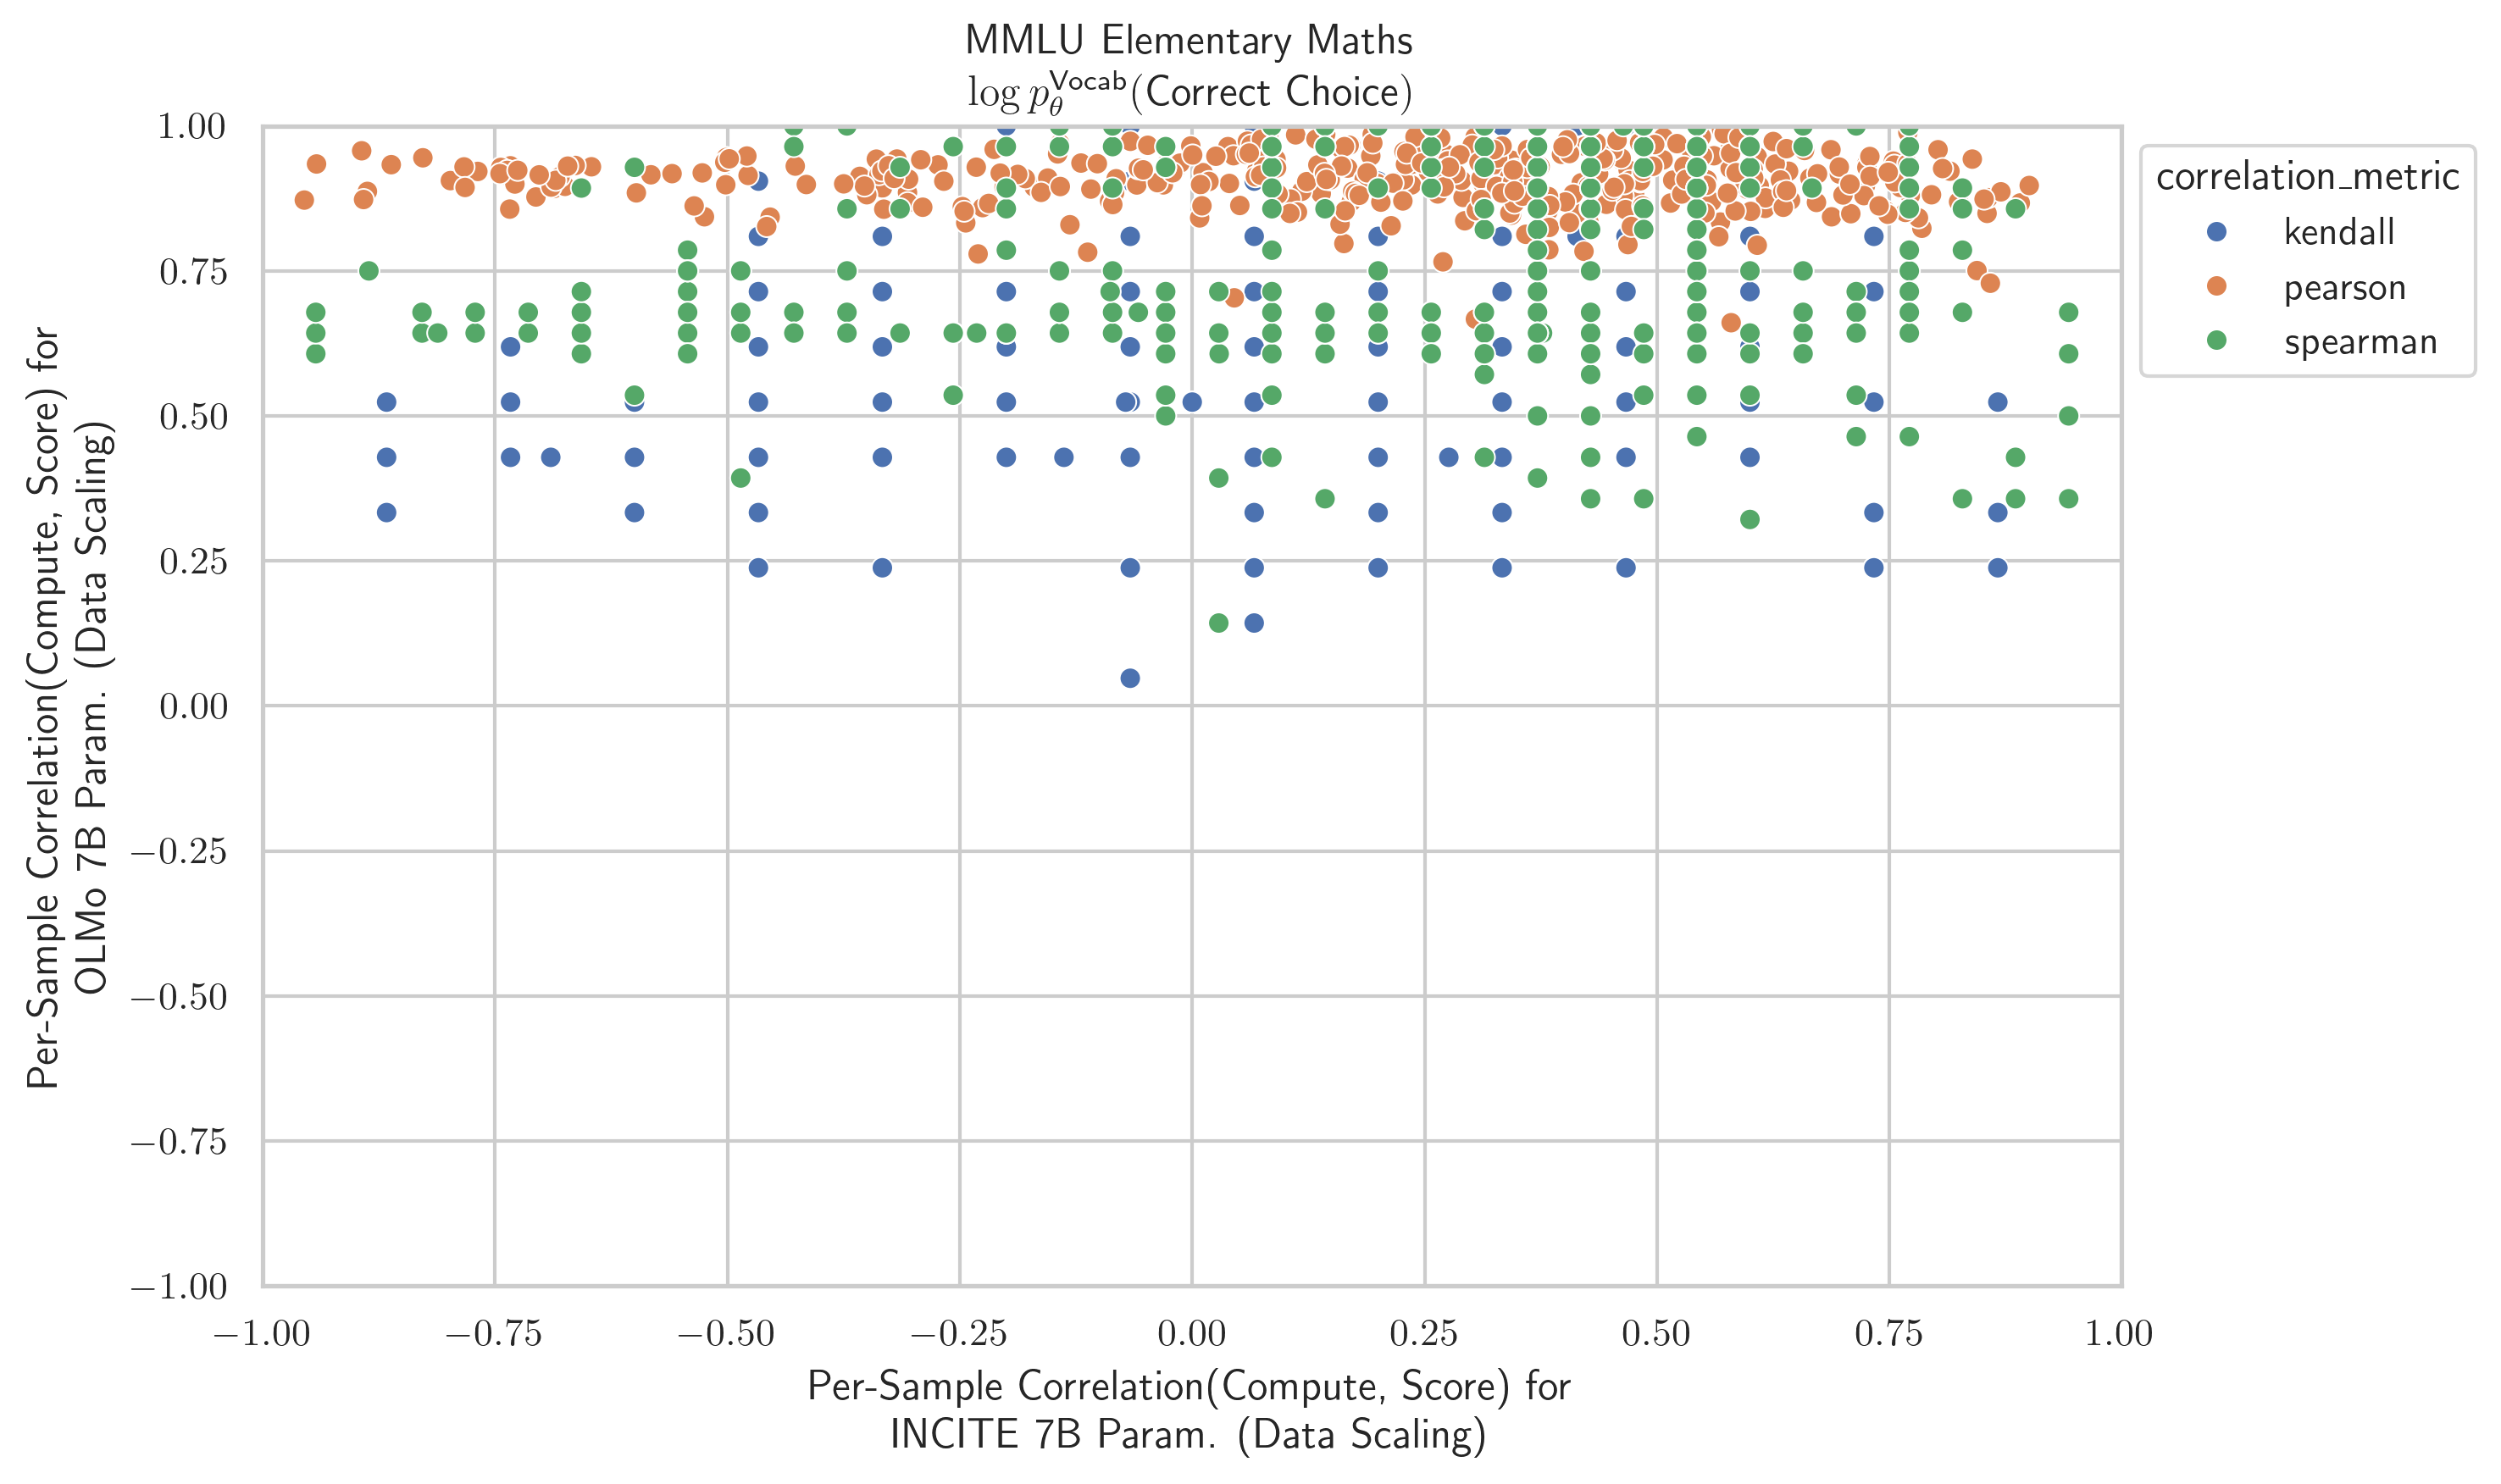 MMLU Elementary Maths
log p_θ^Vocab(Correct Choice)
1.00
0.75
0.50
0.25
0.00
−0.25
−0.50
−0.75
−1.00
Per-Sample Correlation(Compute, Score) for
OLMo 7B Param. (Data Scaling)
correlation_metric
kendall
pearson
spearman
−1.00 −0.75 −0.50 −0.25 0.00 0.25 0.50 0.75 1.00
Per-Sample Correlation(Compute, Score) for
INCITE 7B Param. (Data Scaling)